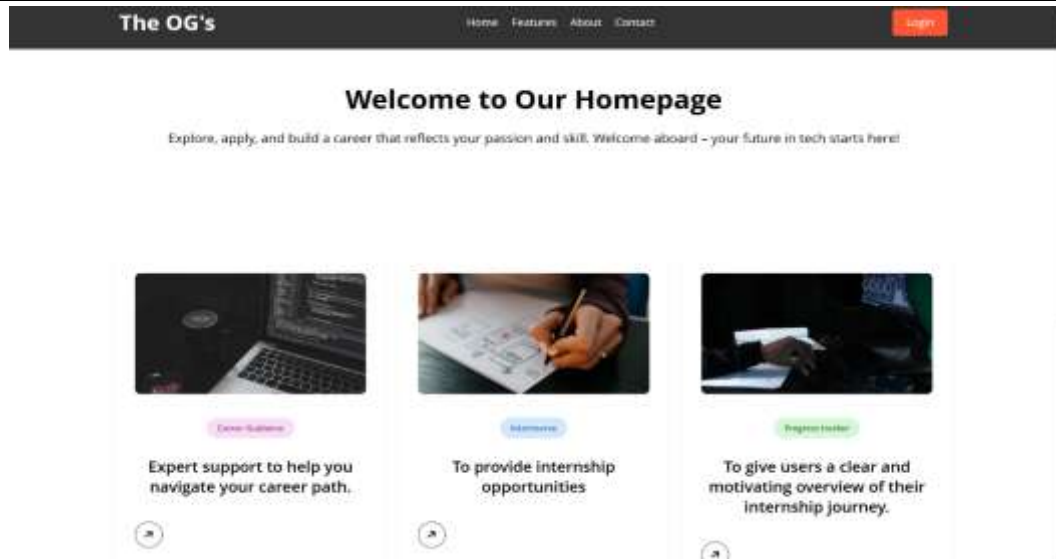 The OG's
Home Features About Contact
Login
Welcome to Our Homepage
Explore, apply, and build a career that reflects your passion and skill. Welcome aboard – your future in tech starts here!
Career Guidance
Internships
Progress tracker
Expert support to help you
navigate your career path.
To provide internship
opportunities
To give users a clear and
motivating overview of their
internship journey.